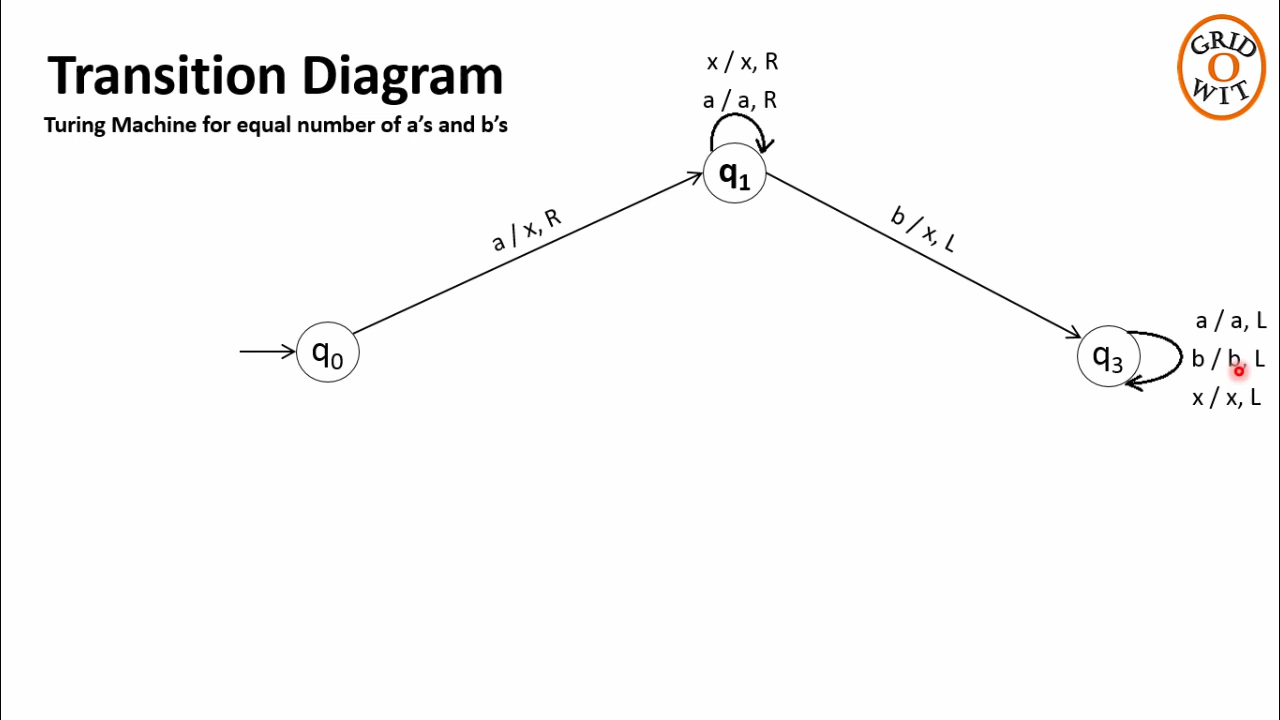 Transition Diagram
Turing Machine for equal number of a’s and b’s
GRID
O
WIT
x / x, R
a / a, R
q1
a / x, R
b / x, L
q0
q3
a / a, L
b / b, L
x / x, L